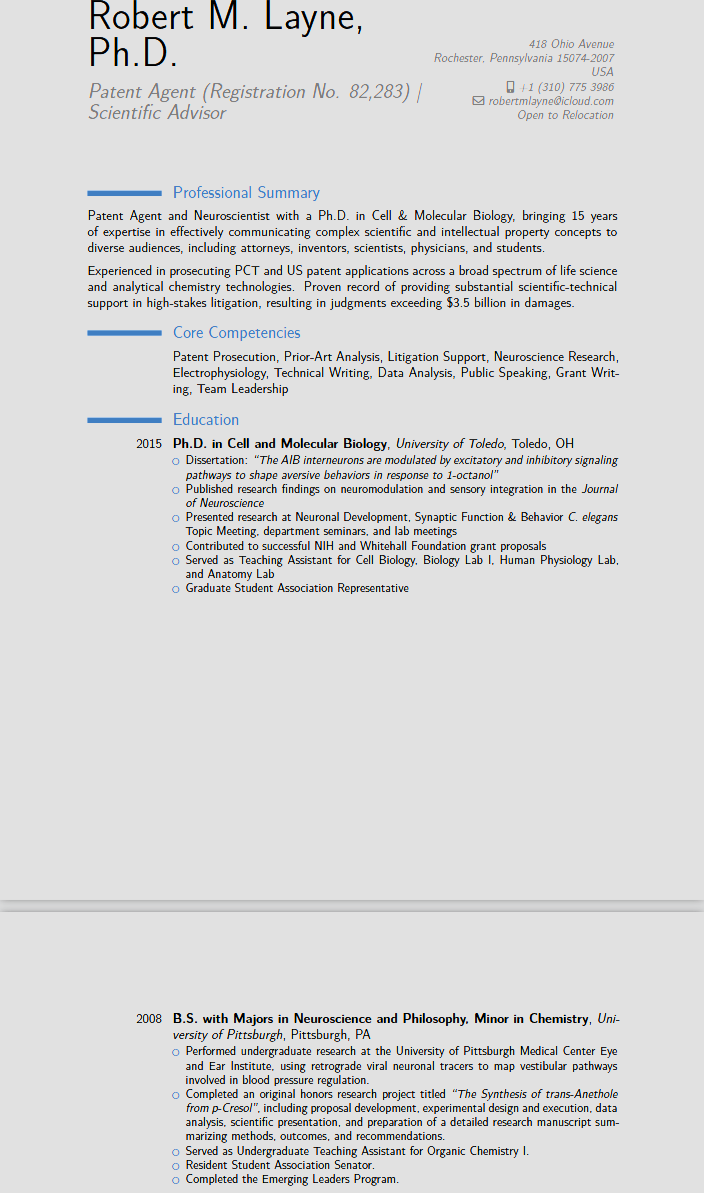 Robert M. Layne,
Ph.D.
Patent Agent (Registration No. 82,283) |
Scientific Advisor
418 Ohio Avenue
Rochester, Pennsylvania 15074-2007
USA
+1 (310) 775 3986
robertmlayne@icloud.com
Open to Relocation
Professional Summary
Patent Agent and Neuroscientist with a Ph.D. in Cell & Molecular Biology, bringing 15 years
of expertise in effectively communicating complex scientific and intellectual property concepts to
diverse audiences, including attorneys, inventors, scientists, physicians, and students.
Experienced in prosecuting PCT and US patent applications across a broad spectrum of life science
and analytical chemistry technologies. Proven record of providing substantial scientific-technical
support in high-stakes litigation, resulting in judgments exceeding $3.5 billion in damages.
Core Competencies
Patent Prosecution, Prior-Art Analysis, Litigation Support, Neuroscience Research,
Electrophysiology, Technical Writing, Data Analysis, Public Speaking, Grant Writ-
ing, Team Leadership
Education
2015 Ph.D. in Cell and Molecular Biology, University of Toledo, Toledo, OH
○ Dissertation: “The AIB interneurons are modulated by excitatory and inhibitory signaling
pathways to shape aversive behaviors in response to 1-octanol”
○ Published research findings on neuromodulation and sensory integration in the Journal
of Neuroscience
○ Presented research at Neuronal Development, Synaptic Function & Behavior C. elegans
Topic Meeting, department seminars, and lab meetings
○ Contributed to successful NIH and Whitehall Foundation grant proposals
○ Served as Teaching Assistant for Cell Biology, Biology Lab I, Human Physiology Lab,
and Anatomy Lab
○ Graduate Student Association Representative
2008 B.S. with Majors in Neuroscience and Philosophy, Minor in Chemistry, Uni-
versity of Pittsburgh, Pittsburgh, PA
○ Performed undergraduate research at the University of Pittsburgh Medical Center Eye
and Ear Institute, using retrograde viral neuronal tracers to map vestibular pathways
involved in blood pressure regulation.
○ Completed an original honors research project titled “The Synthesis of trans-Anethole
from p-Cresol”, including proposal development, experimental design and execution, data
analysis, scientific presentation, and preparation of a detailed research manuscript sum-
marizing methods, outcomes, and recommendations.
○ Served as Undergraduate Teaching Assistant for Organic Chemistry I.
○ Resident Student Association Senator.
○ Completed the Emerging Leaders Program.